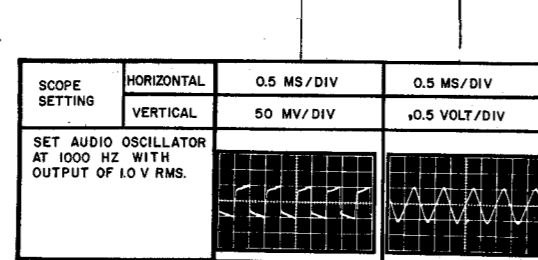 SCOPE SETTING HORIZONTAL 0.5 MS/DIV 0.5 MS/DIV
VERTICAL 50 MV/DIV 0.5 VOLT/DIV
SET AUDIO OSCILLATOR
AT 1000 HZ WITH
OUTPUT OF 1.0 V RMS.